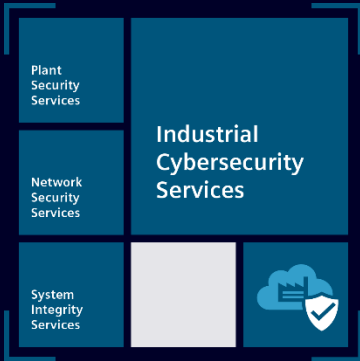 Plant
Security
Services
Industrial
Cybersecurity
Services
Network
Security
Services
System
Integrity
Services